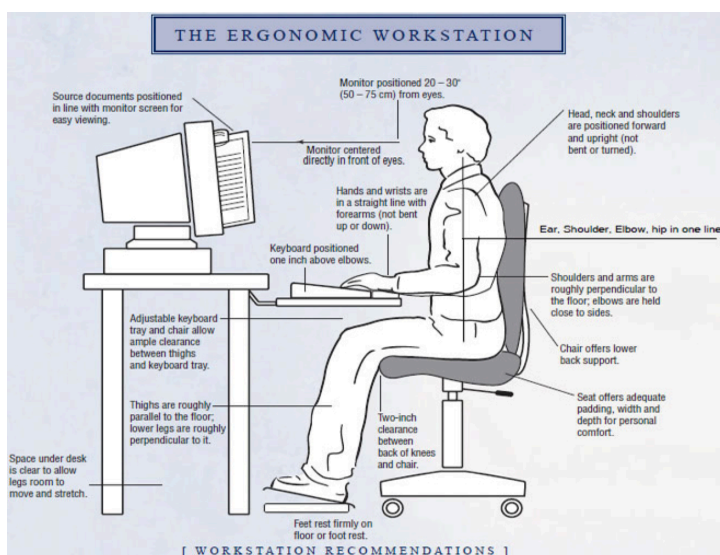 THE ERGONOMIC WORKSTATION
Monitor positioned 20 – 30"
(50 – 75 cm) from eyes.
Source documents positioned
in line with monitor screen for
easy viewing.
Head, neck and shoulders
are positioned forward
and upright (not
bent or turned).
Monitor centered
directly in front of eyes.
Hands and wrists are
in a straight line with
forearms (not bent
up or down).
Ear, Shoulder, Elbow, hip in one line
Keyboard positioned
one inch above elbows.
Shoulders and arms are
roughly perpendicular to
the floor; elbows are held
close to sides.
Adjustable keyboard
tray and chair allow
ample clearance
between thighs
and keyboard tray.
Chair offers lower
back support.
Thighs are roughly
parallel to the floor;
lower legs are roughly
perpendicular to it.
Two-inch
clearance
between
back of knees
and chair.
Seat offers adequate
padding, width and
depth for personal
comfort.
Space under desk
is clear to allow
legs room to
move and stretch.
Feet rest firmly on
floor or foot rest.
[ WORKSTATION RECOMMENDATIONS ]